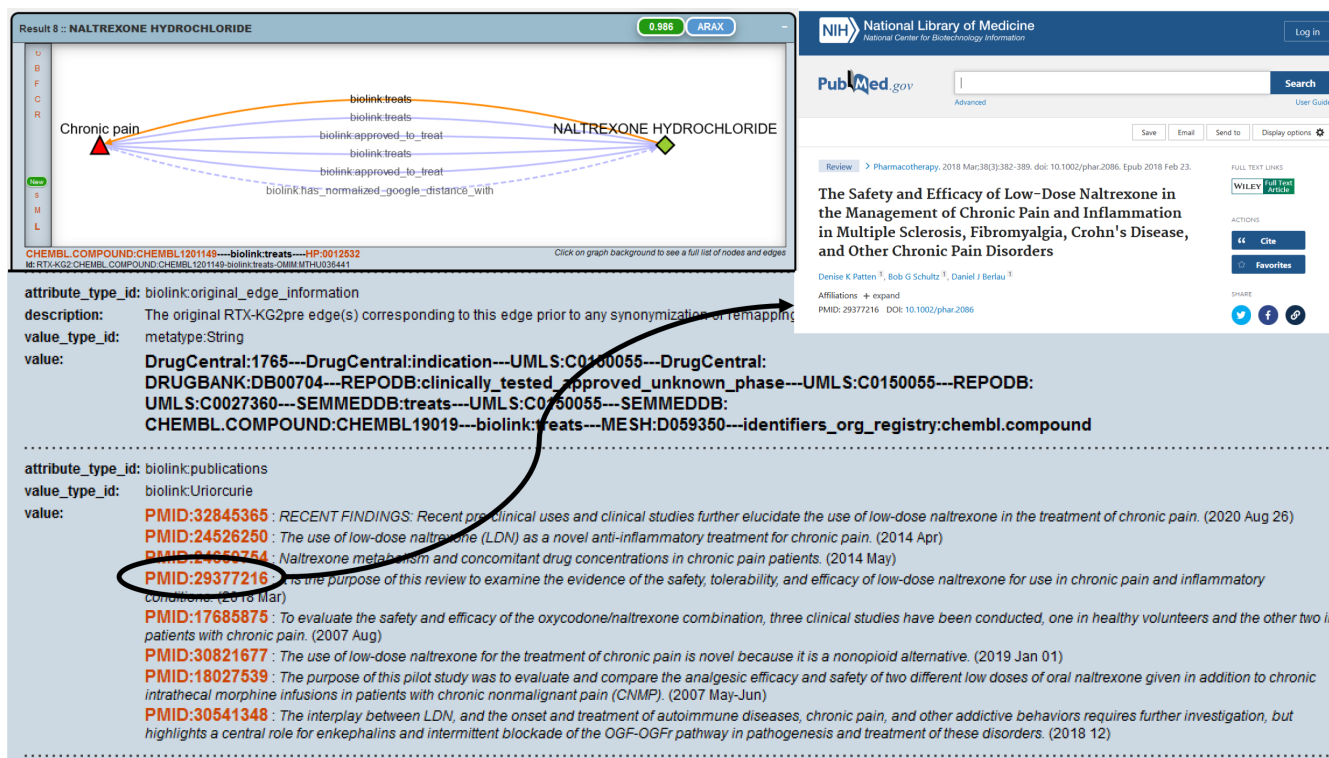 Result 8 :: NALTREXONE HYDROCHLORIDE
0.986
ARAX
–
B
F
C
R
New
S
M
L
biolink:treats
biolink:treats
Chronic pain
biolink:approved_to_treat
NALTREXONE HYDROCHLORIDE
biolink:treats
biolink:approved_to_treat
biolink:has_normalized_google_distance_with
CHEMBL.COMPOUND:CHEMBL1201149----biolink:treats----HP:0012532
Click on graph background to see a full list of nodes and edges
Id: RTX-KG2:CHEMBL.COMPOUND:CHEMBL1201149-biolink:treats-OMIM:MTHU036441
NIH
National Library of Medicine
National Center for Biotechnology Information
Log in
PubMed.gov
Search
Advanced
User Guide
Save
Email
Send to
Display options
Review
> Pharmacotherapy. 2018 Mar;38(3):382-389. doi: 10.1002/phar.2086. Epub 2018 Feb 23.
The Safety and Efficacy of Low-Dose Naltrexone in
the Management of Chronic Pain and Inflammation
in Multiple Sclerosis, Fibromyalgia, Crohn's Disease,
and Other Chronic Pain Disorders
Denise K Patten 1, Bob G Schultz 1, Daniel J Berlau 1
Affiliations + expand
PMID: 29377216 DOI: 10.1002/phar.2086
FULL TEXT LINKS
WILEY Full Text Article
ACTIONS
Cite
Favorites
SHARE
attribute_type_id: biolink:original_edge_information
description: The original RTX-KG2pre edge(s) corresponding to this edge prior to any synonymization or remapping
value_type_id: metatype:String
value: DrugCentral:1765---DrugCentral:indication---UMLS:C0150055---DrugCentral:
DRUGBANK:DB00704---REPODB:clinically_tested_approved_unknown_phase---UMLS:C0150055---REPODB:
UMLS:C0027360---SEMMEDDB:treats---UMLS:C0150055---SEMMEDDB:
CHEMBL.COMPOUND:CHEMBL19019---biolink:treats---MESH:D059350---identifiers_org_registry:chembl.compound
attribute_type_id: biolink:publications
value_type_id: biolink:Uriorcurie
value: PMID:32845365 : RECENT FINDINGS: Recent pre-clinical uses and clinical studies further elucidate the use of low-dose naltrexone in the treatment of chronic pain. (2020 Aug 26)
PMID:24526250 : The use of low-dose naltrexone (LDN) as a novel anti-inflammatory treatment for chronic pain. (2014 Apr)
PMID:24659754 : Naltrexone metabolism and concomitant drug concentrations in chronic pain patients. (2014 May)
PMID:29377216 : It is the purpose of this review to examine the evidence of the safety, tolerability, and efficacy of low-dose naltrexone for use in chronic pain and inflammatory
conditions. (2018 Mar)
PMID:17685875 : To evaluate the safety and efficacy of the oxycodone/naltrexone combination, three clinical studies have been conducted, one in healthy volunteers and the other two i
patients with chronic pain. (2007 Aug)
PMID:30821677 : The use of low-dose naltrexone for the treatment of chronic pain is novel because it is a nonopioid alternative. (2019 Jan 01)
PMID:18027539 : The purpose of this pilot study was to evaluate and compare the analgesic efficacy and safety of two different low doses of oral naltrexone given in addition to chronic
intrathecal morphine infusions in patients with chronic nonmalignant pain (CNMP). (2007 May-Jun)
PMID:30541348 : The interplay between LDN, and the onset and treatment of autoimmune diseases, chronic pain, and other addictive behaviors requires further investigation, but
highlights a central role for enkephalins and intermittent blockade of the OGF-OGFr pathway in pathogenesis and treatment of these disorders. (2018 12)